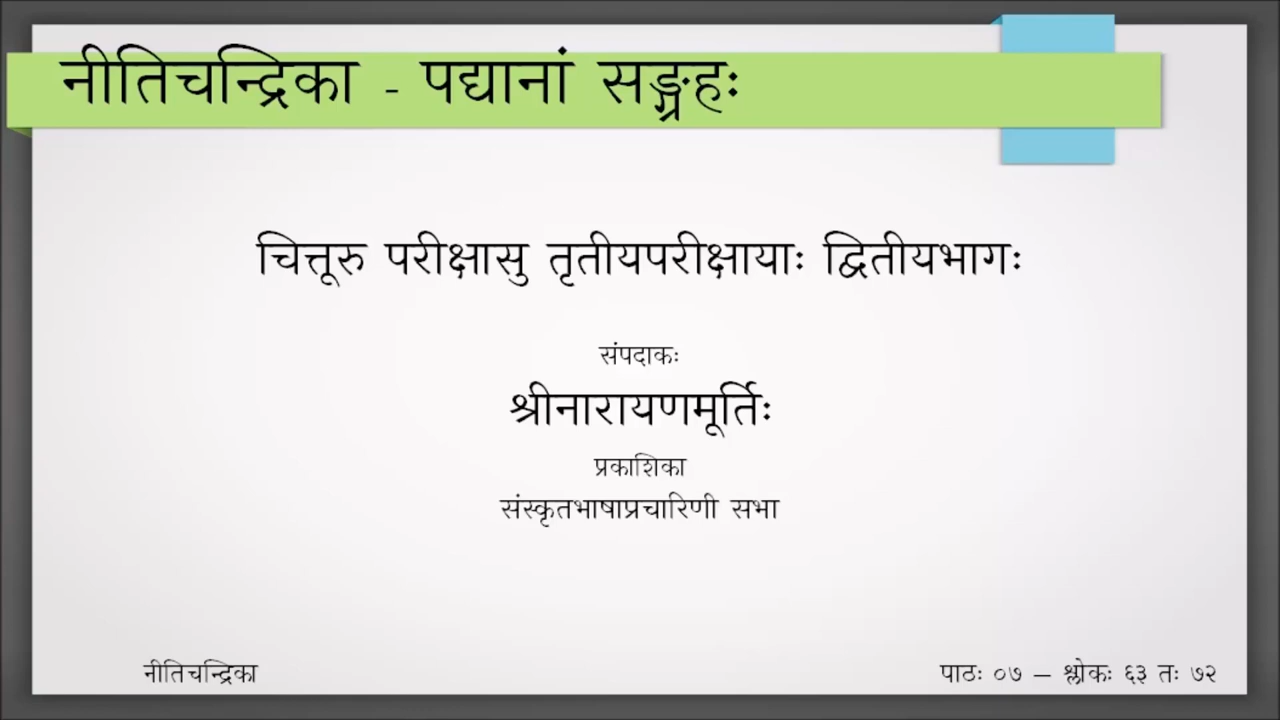 नीतिचन्द्रिका - पद्यानां सङ्ग्रहः
चित्तूरु परीक्षासु तृतीयपरीक्षायाः द्वितीयभागः
संपदाकः
श्रीनारायणमूर्तिः
प्रकाशिका
संस्कृतभाषाप्रचारिणी सभा
नीतिचन्द्रिका
पाठः ०७ – श्लोकः ६३ तः ७२